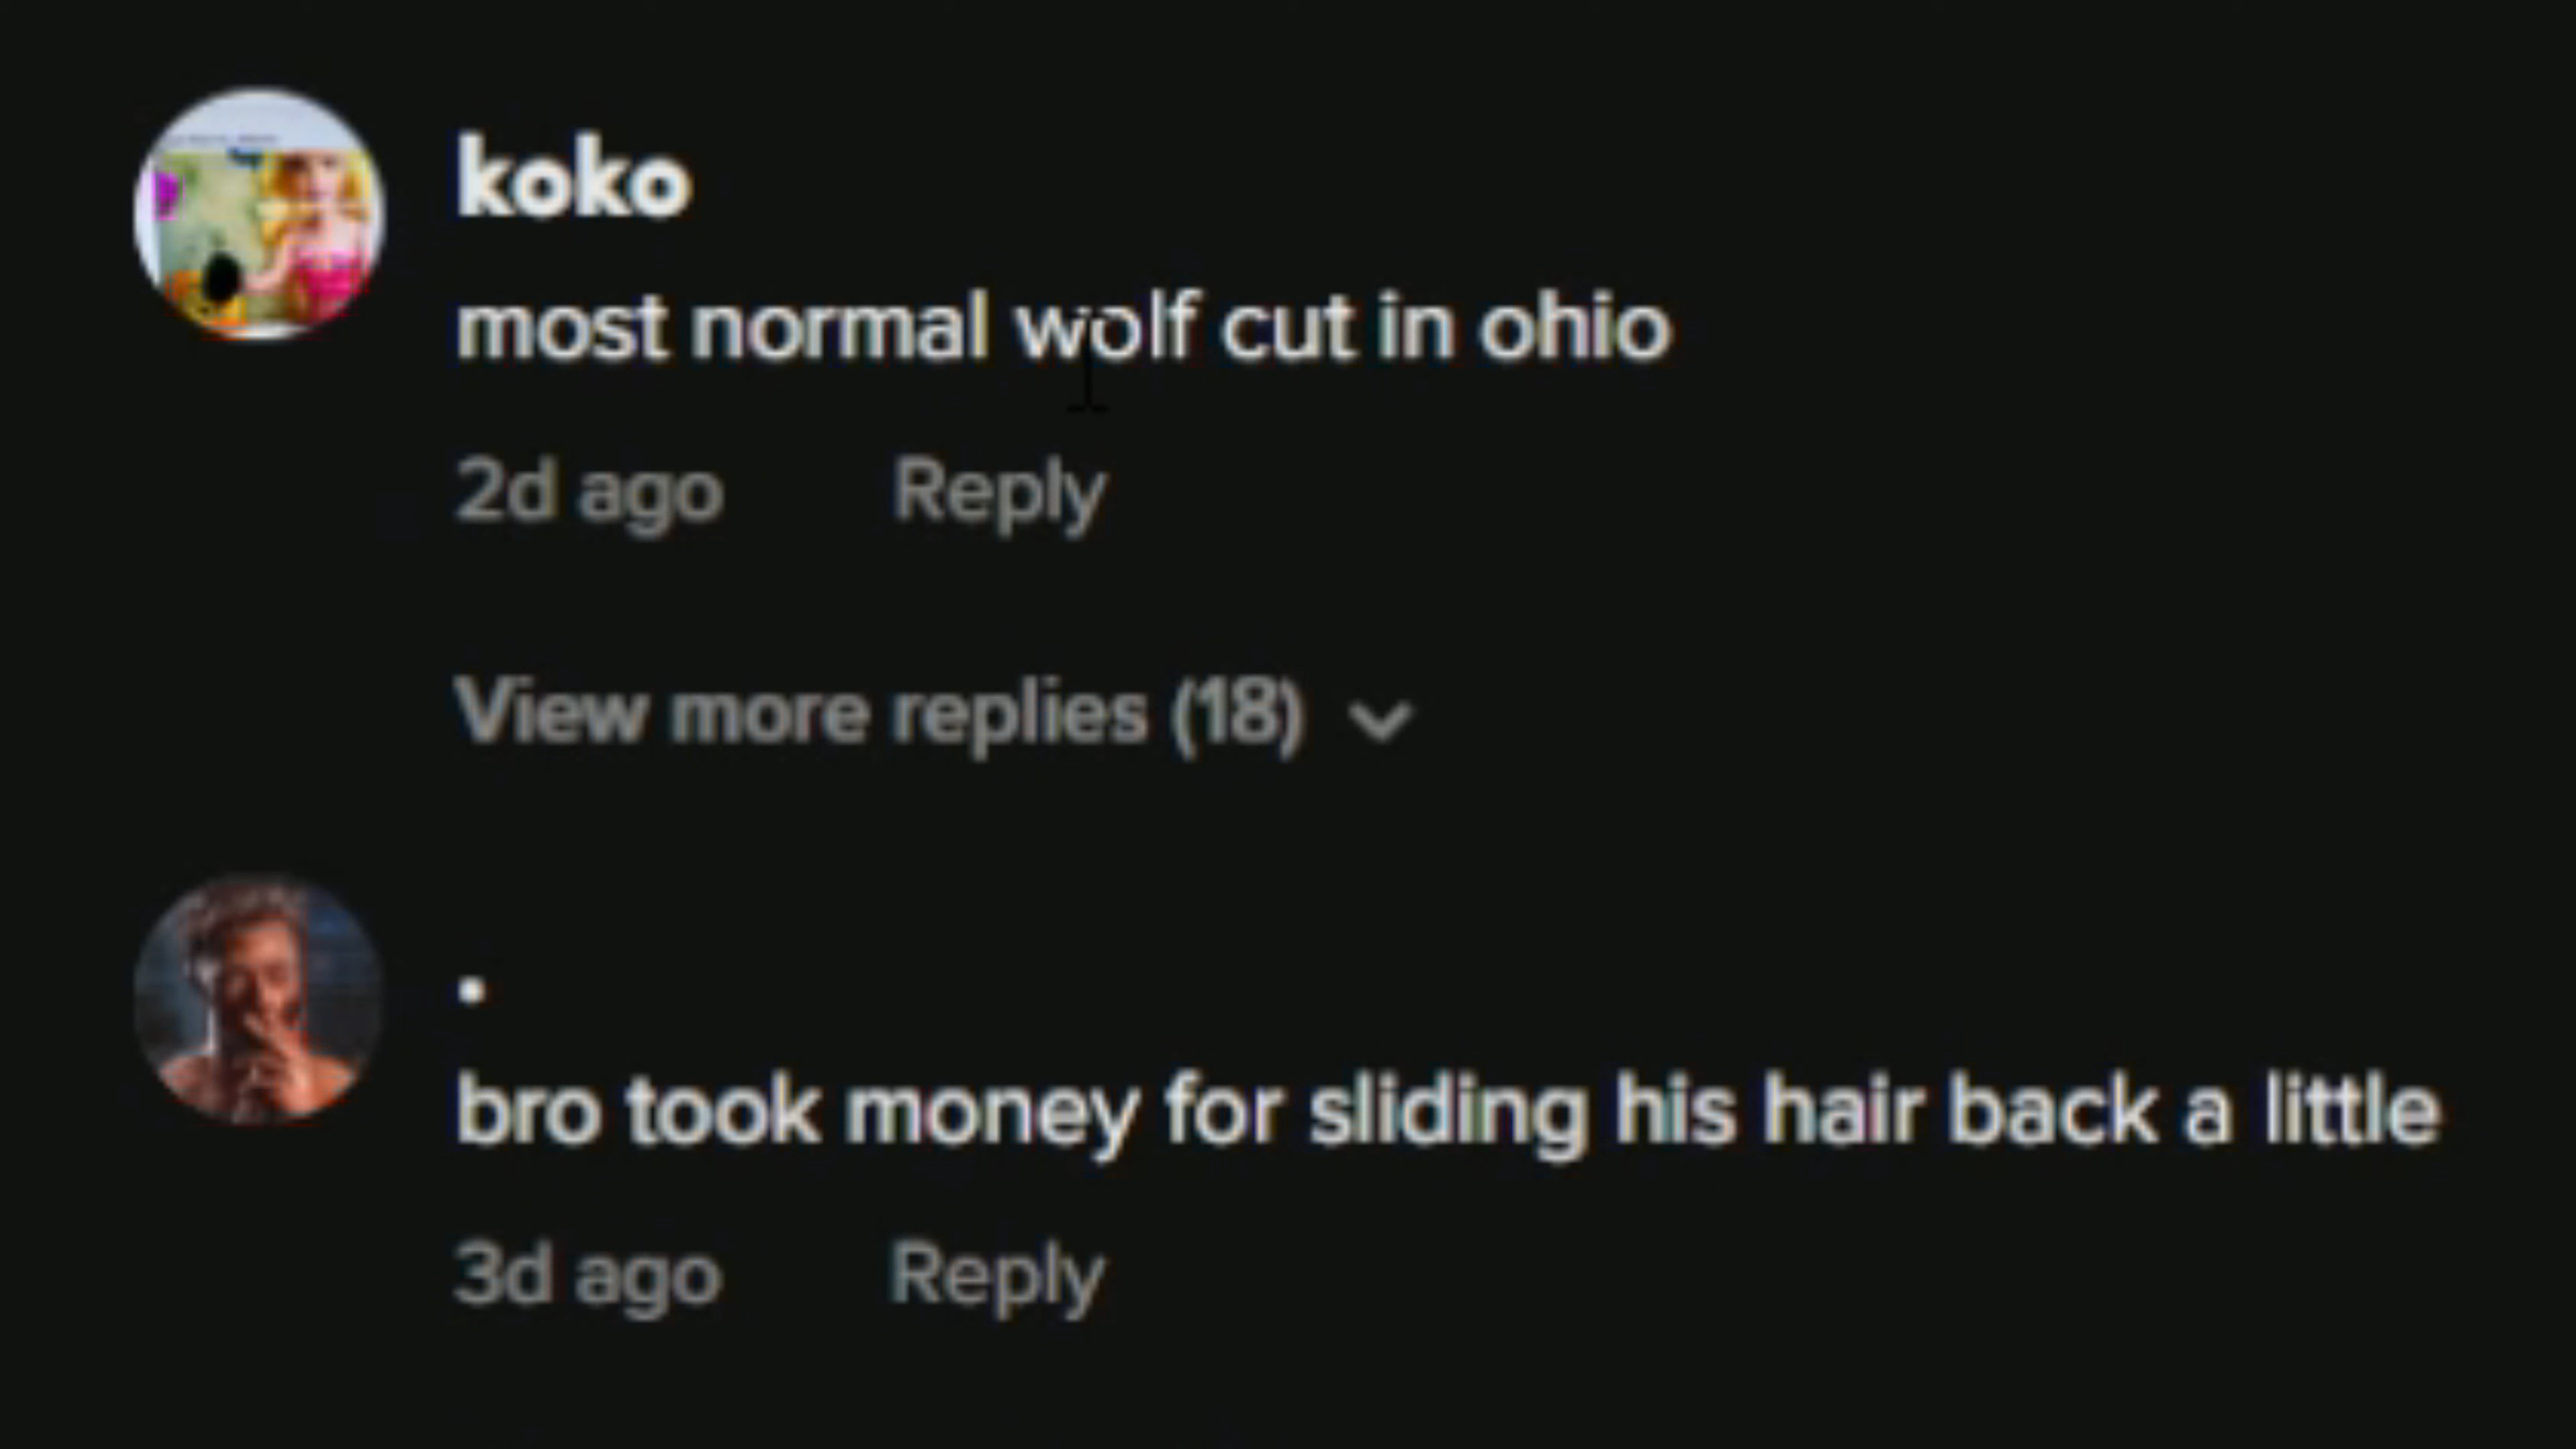 koko
most normal wolf cut in ohio
2d ago Reply
View more replies (18)
.
bro took money for sliding his hair back a little
3d ago Reply